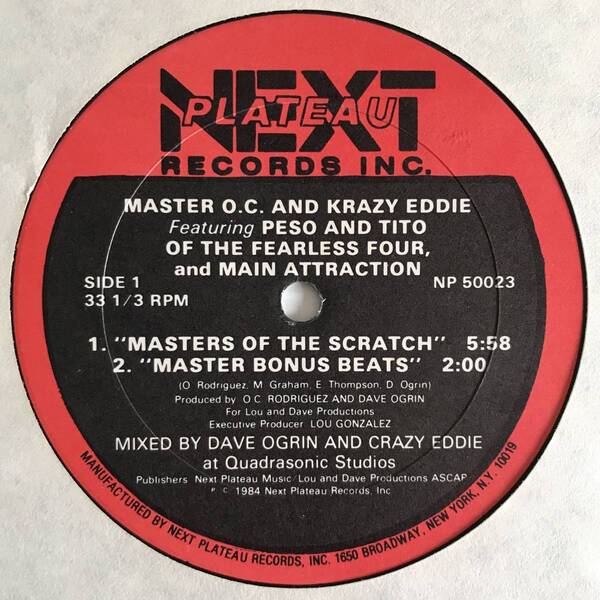 NEXT
PLATEAU
RECORDS INC.
MASTER O.C. AND KRAZY EDDIE
Featuring PESO AND TITO
OF THE FEARLESS FOUR,
and MAIN ATTRACTION
SIDE 1
NP 50023
33 1/3 RPM
1. "MASTERS OF THE SCRATCH" 5:58
2. "MASTER BONUS BEATS" 2:00
(O. Rodriguez, M. Graham, E. Thompson, D. Ogrin)
Produced by O.C. RODRIGUEZ AND DAVE OGRIN
For Lou and Dave Productions
Executive Producer LOU GONZALEZ
MIXED BY DAVE OGRIN AND CRAZY EDDIE
at Quadrasonic Studios
Publishers Next Plateau Music/Lou and Dave Productions ASCAP
P C 1984 Next Plateau Records, Inc
MANUFACTURED BY NEXT PLATEAU RECORDS, INC. 1650 BROADWAY, NEW YORK, N.Y. 10019